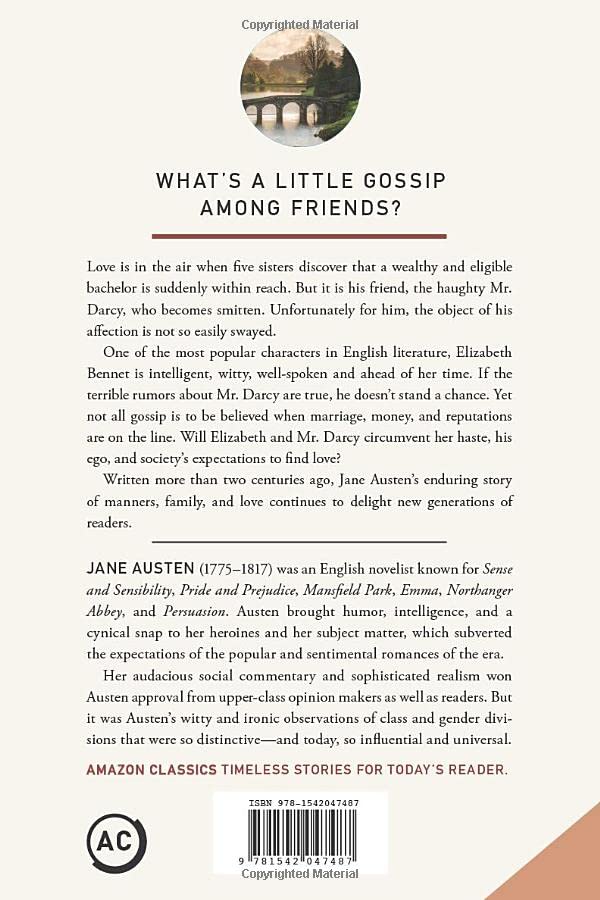 Copyrighted Material
WHAT'S A LITTLE GOSSIP
AMONG FRIENDS?
Love is in the air when five sisters discover that a wealthy and eligible
bachelor is suddenly within reach. But it is his friend, the haughty Mr.
Darcy, who becomes smitten. Unfortunately for him, the object of his
affection is not so easily swayed.
One of the most popular characters in English literature, Elizabeth
Bennet is intelligent, witty, well-spoken and ahead of her time. If the
terrible rumors about Mr. Darcy are true, he doesn't stand a chance. Yet
not all gossip is to be believed when marriage, money, and reputations
are on the line. Will Elizabeth and Mr. Darcy circumvent her haste, his
ego, and society's expectations to find love?
Written more than two centuries ago, Jane Austen's enduring story
of manners, family, and love continues to delight new generations of
readers.
JANE AUSTEN (1775–1817) was an English novelist known for Sense
and Sensibility, Pride and Prejudice, Mansfield Park, Emma, Northanger
Abbey, and Persuasion. Austen brought humor, intelligence, and a
cynical snap to her heroines and her subject matter, which subverted
the expectations of the popular and sentimental romances of the era.
Her audacious social commentary and sophisticated realism won
Austen approval from upper-class opinion makers as well as readers. But
it was Austen's witty and ironic observations of class and gender divi-
sions that were so distinctive—and today, so influential and universal.
AMAZON CLASSICS TIMELESS STORIES FOR TODAY'S READER.
ISBN 978-1542047487
AC
9 781542 047487
Copyrighted Material